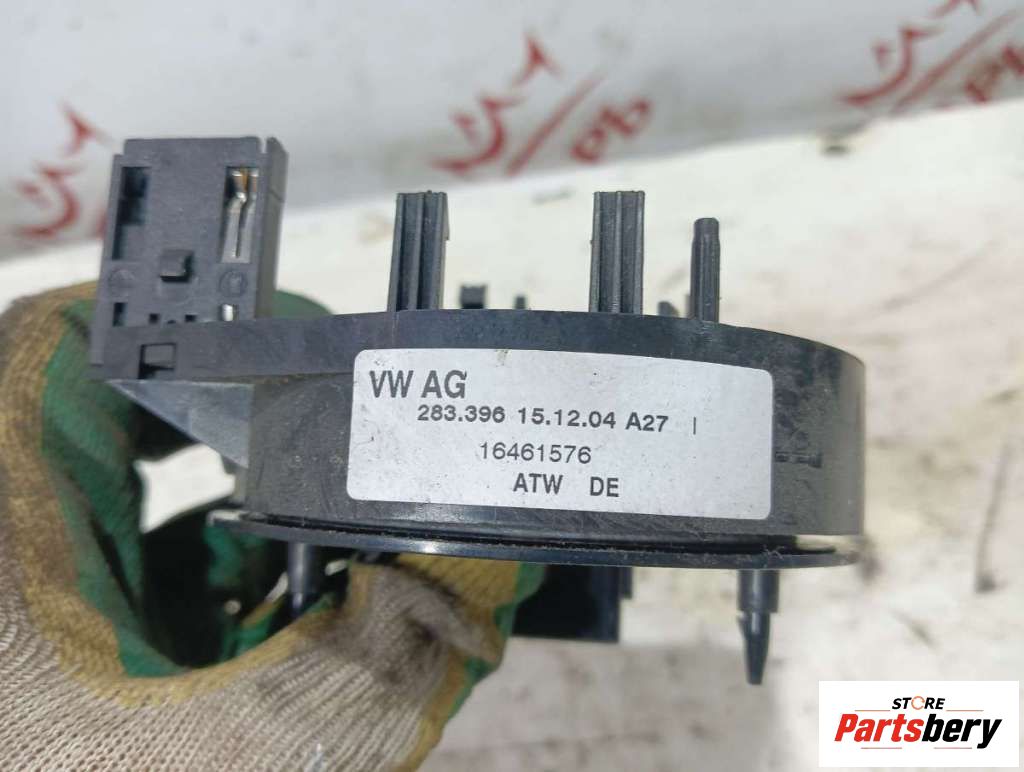 VW AG
283.396 15.12.04 A27 |
16461576
ATW DE
STORE
Partsbery